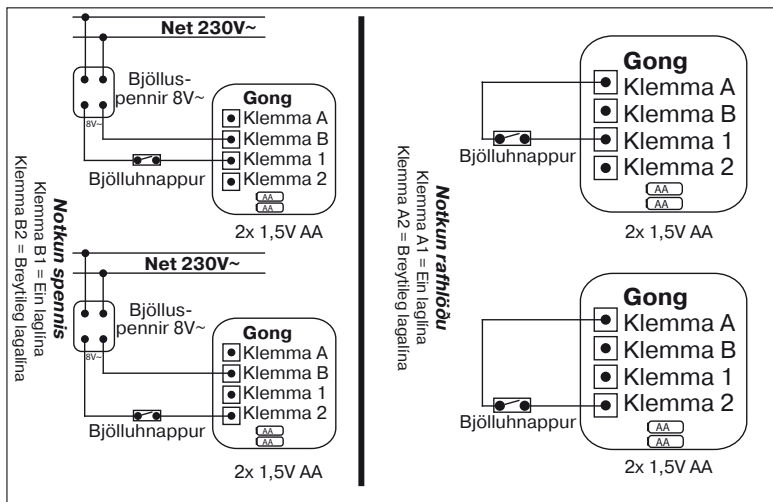 Net 230V~
Bjöllus-
pennir 8V~
8V~
Gong
Klemma A
Klemma B
Klemma 1
Klemma 2
Bjölluhnappur
AA
AA
2x 1,5V AA
Net 230V~
Bjöllus-
pennir 8V~
8V~
Gong
Klemma A
Klemma B
Klemma 1
Klemma 2
Bjölluhnappur
AA
AA
2x 1,5V AA
Notkun spennis
Klemma B1 = Ein laglína
Klemma B2 = Breytileg lagalína
Gong
Klemma A
Klemma B
Klemma 1
Klemma 2
Bjölluhnappur
AA
AA
2x 1,5V AA
Gong
Klemma A
Klemma B
Klemma 1
Klemma 2
Bjölluhnappur
AA
AA
2x 1,5V AA
Notkun rafhlöðu
Klemma A1 = Ein laglína
Klemma A2 = Breytileg lagalína